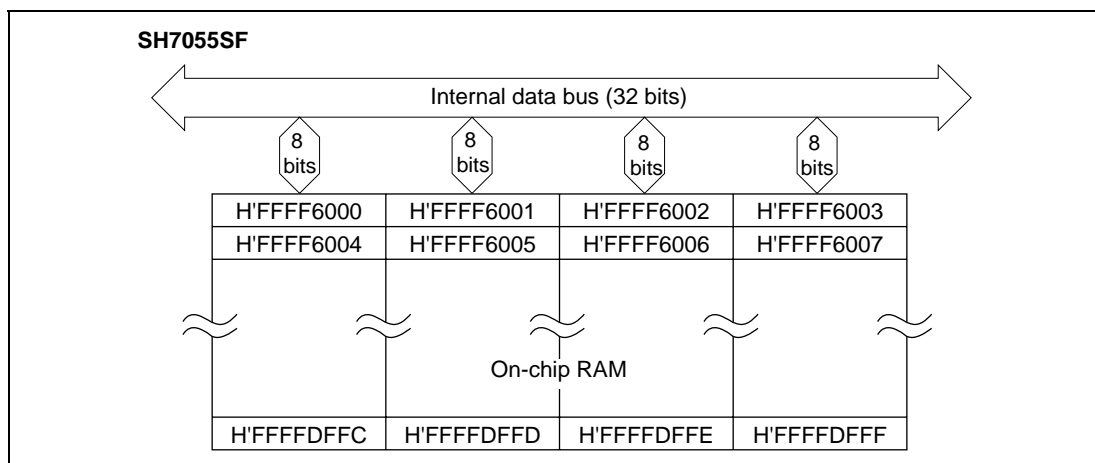 SH7055SF
Internal data bus (32 bits)
8 bits 8 bits 8 bits 8 bits
H'FFFF6000 H'FFFF6001 H'FFFF6002 H'FFFF6003
H'FFFF6004 H'FFFF6005 H'FFFF6006 H'FFFF6007
On-chip RAM
H'FFFFDFFC H'FFFFDFFD H'FFFFDFFE H'FFFFDFFF